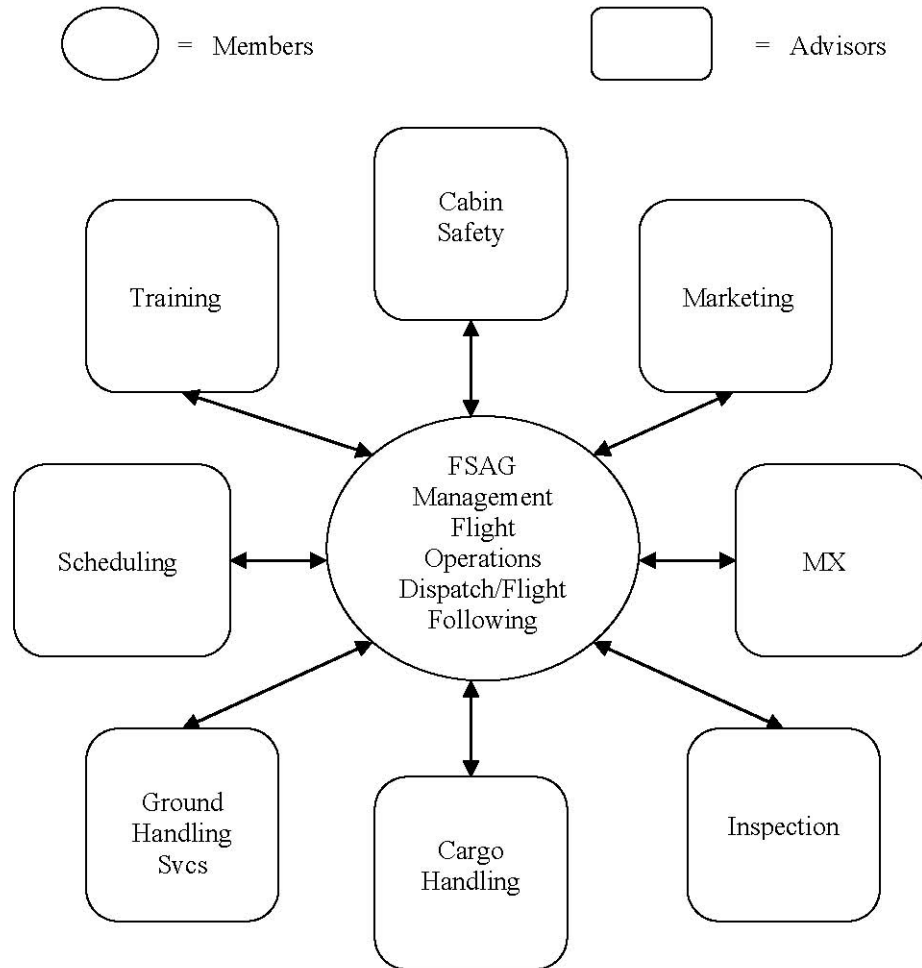 = Members
= Advisors
Cabin
Safety
Training
Marketing
FSAG
Management
Flight
Operations
Dispatch/Flight
Following
Scheduling
MX
Ground
Handling
Svcs
Cargo
Handling
Inspection